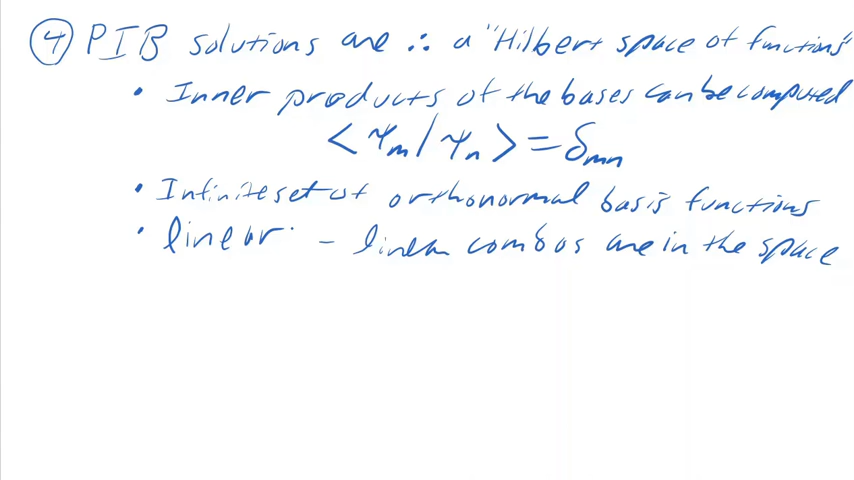 ④ PIB solutions are ∴ a "Hilbert space of functions"
• Inner products of the bases can be computed
<ψm|ψn> = δmn
• Infinite set of orthonormal basis functions
• linear - linear combos are in the space